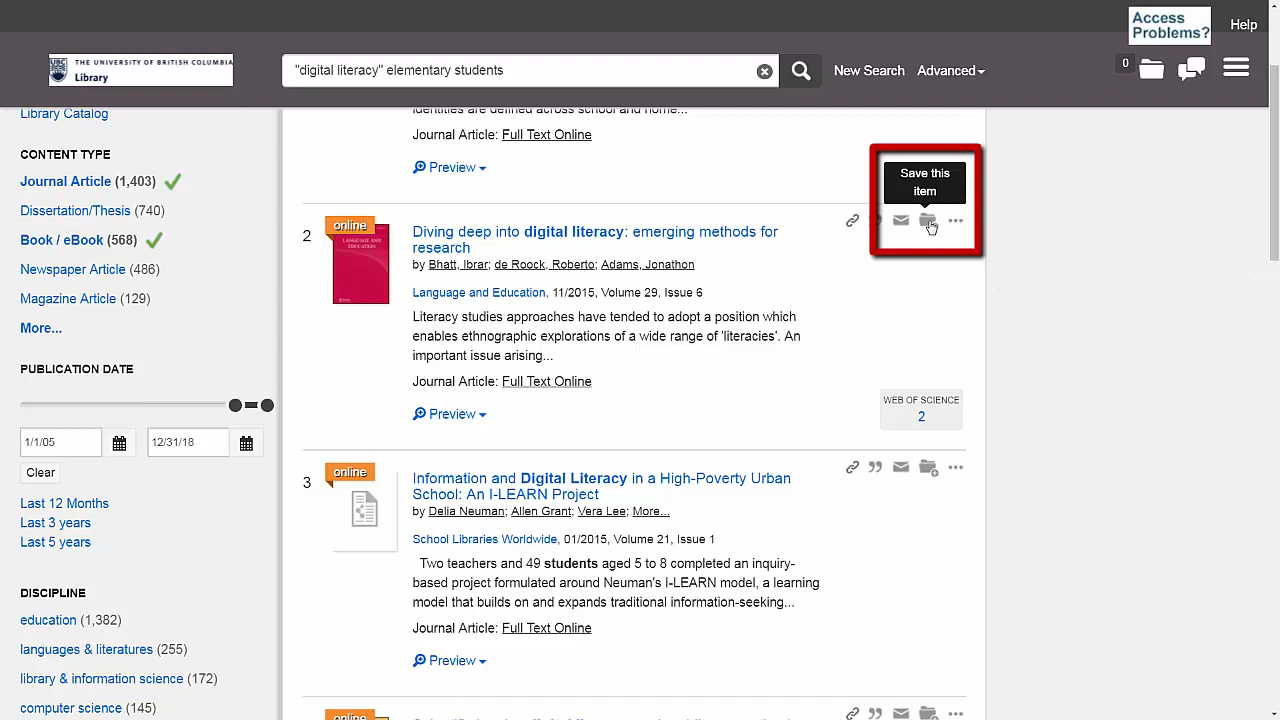 Access
Problems?
Help
THE UNIVERSITY OF BRITISH COLUMBIA
Library
UBC
"digital literacy" elementary students
New Search
Advanced
0
Library Catalog
CONTENT TYPE
Journal Article (1,403)
Dissertation/Thesis (740)
Book / eBook (568)
Newspaper Article (486)
Magazine Article (129)
More...
PUBLICATION DATE
1/1/05
12/31/18
Clear
Last 12 Months
Last 3 years
Last 5 years
DISCIPLINE
education (1,382)
languages & literatures (255)
library & information science (172)
computer science (145)
identities are defined across school and home...
Journal Article: Full Text Online
Preview
Save this
item
2
online
LANGUAGE AND
EDUCATION
Diving deep into digital literacy: emerging methods for
research
by Bhatt, Ibrar; de Roock, Roberto; Adams, Jonathon
Language and Education, 11/2015, Volume 29, Issue 6
Literacy studies approaches have tended to adopt a position which
enables ethnographic explorations of a wide range of 'literacies'. An
important issue arising...
Journal Article: Full Text Online
Preview
WEB OF SCIENCE
2
3
online
Information and Digital Literacy in a High-Poverty Urban
School: An I-LEARN Project
by Delia Neuman; Allen Grant; Vera Lee; More...
School Libraries Worldwide, 01/2015, Volume 21, Issue 1
Two teachers and 49 students aged 5 to 8 completed an inquiry-
based project formulated around Neuman's I-LEARN model, a learning
model that builds on and expands traditional information-seeking...
Journal Article: Full Text Online
Preview
online